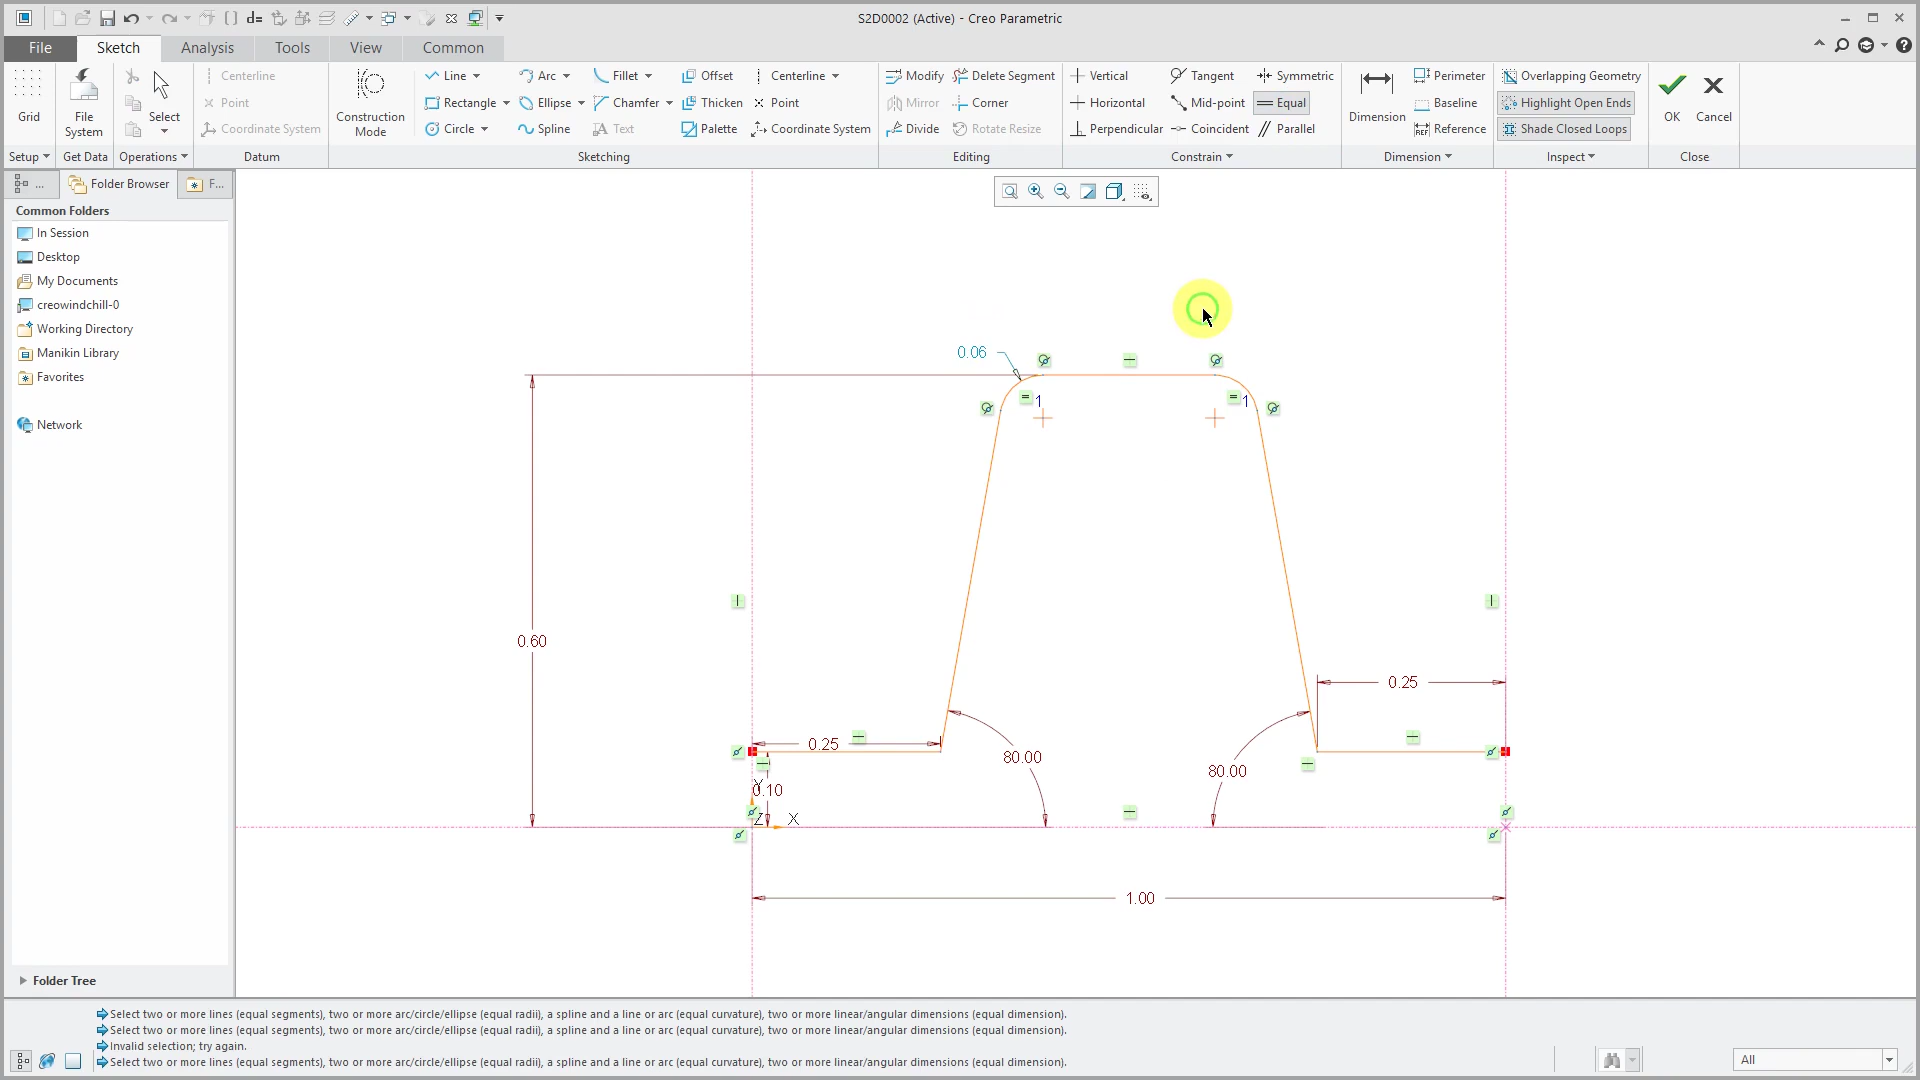 S2D0002 (Active) - Creo Parametric
File Sketch Analysis Tools View Common
Grid
File System
Select
Centerline
Point
Coordinate System
Construction Mode
Line Arc Fillet Offset Centerline
Rectangle Ellipse Chamfer Thicken Point
Circle Spline Text Palette Coordinate System
Modify Delete Segment
Mirror Corner
Divide Rotate Resize
Vertical Tangent Symmetric
Horizontal Mid-point Equal
Perpendicular Coincident Parallel
Dimension
Perimeter
Baseline
REF Reference
Overlapping Geometry
Highlight Open Ends
Shade Closed Loops
OK Cancel
Setup Get Data Operations Datum Sketching Editing Constrain Dimension Inspect Close
... Folder Browser F...
Common Folders
In Session
Desktop
My Documents
creowindchill-0
Working Directory
Manikin Library
Favorites
Network
Folder Tree
0.06
1 1
0.60
0.25
0.25
80.00
80.00
Y
0.10
Z X
1.00
Select two or more lines (equal segments), two or more arc/circle/ellipse (equal radii), a spline and a line or arc (equal curvature), two or more linear/angular dimensions (equal dimension).
Select two or more lines (equal segments), two or more arc/circle/ellipse (equal radii), a spline and a line or arc (equal curvature), two or more linear/angular dimensions (equal dimension).
Invalid selection; try again.
Select two or more lines (equal segments), two or more arc/circle/ellipse (equal radii), a spline and a line or arc (equal curvature), two or more linear/angular dimensions (equal dimension).
All